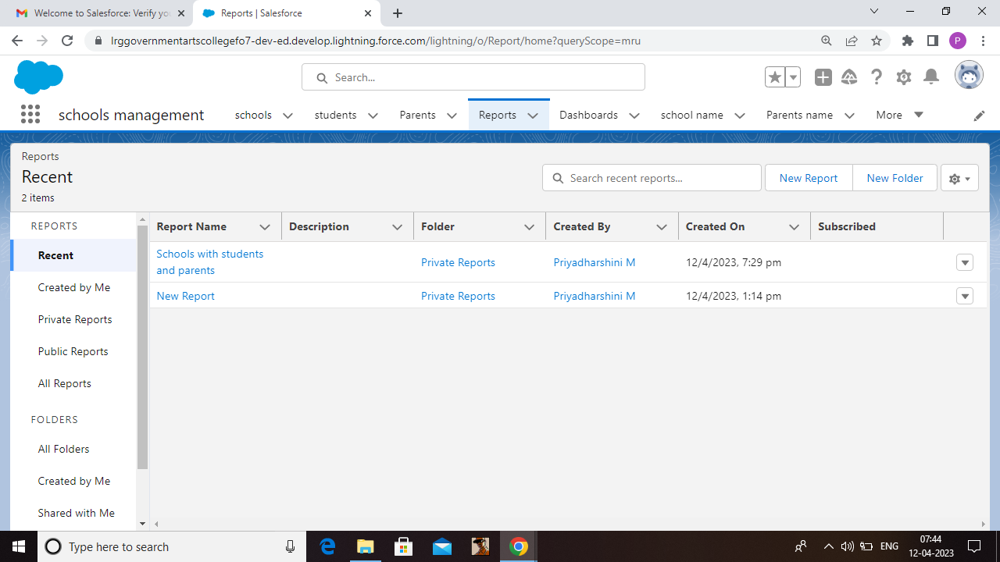 Welcome to Salesforce: Verify yo
Reports | Salesforce
lrggovernmentartscollegefo7-dev-ed.develop.lightning.force.com/lightning/o/Report/home?queryScope=mru
P
Search...
schools management
schools
students
Parents
Reports
Dashboards
school name
Parents name
More
Reports
Recent
2 items
Search recent reports...
New Report
New Folder
REPORTS
Recent
Created by Me
Private Reports
Public Reports
All Reports
FOLDERS
All Folders
Created by Me
Shared with Me
Report Name Description Folder Created By Created On Subscribed
Schools with students
and parents
Private Reports Priyadharshini M 12/4/2023, 7:29 pm
New Report Private Reports Priyadharshini M 12/4/2023, 1:14 pm
Type here to search
ENG
07:44
12-04-2023